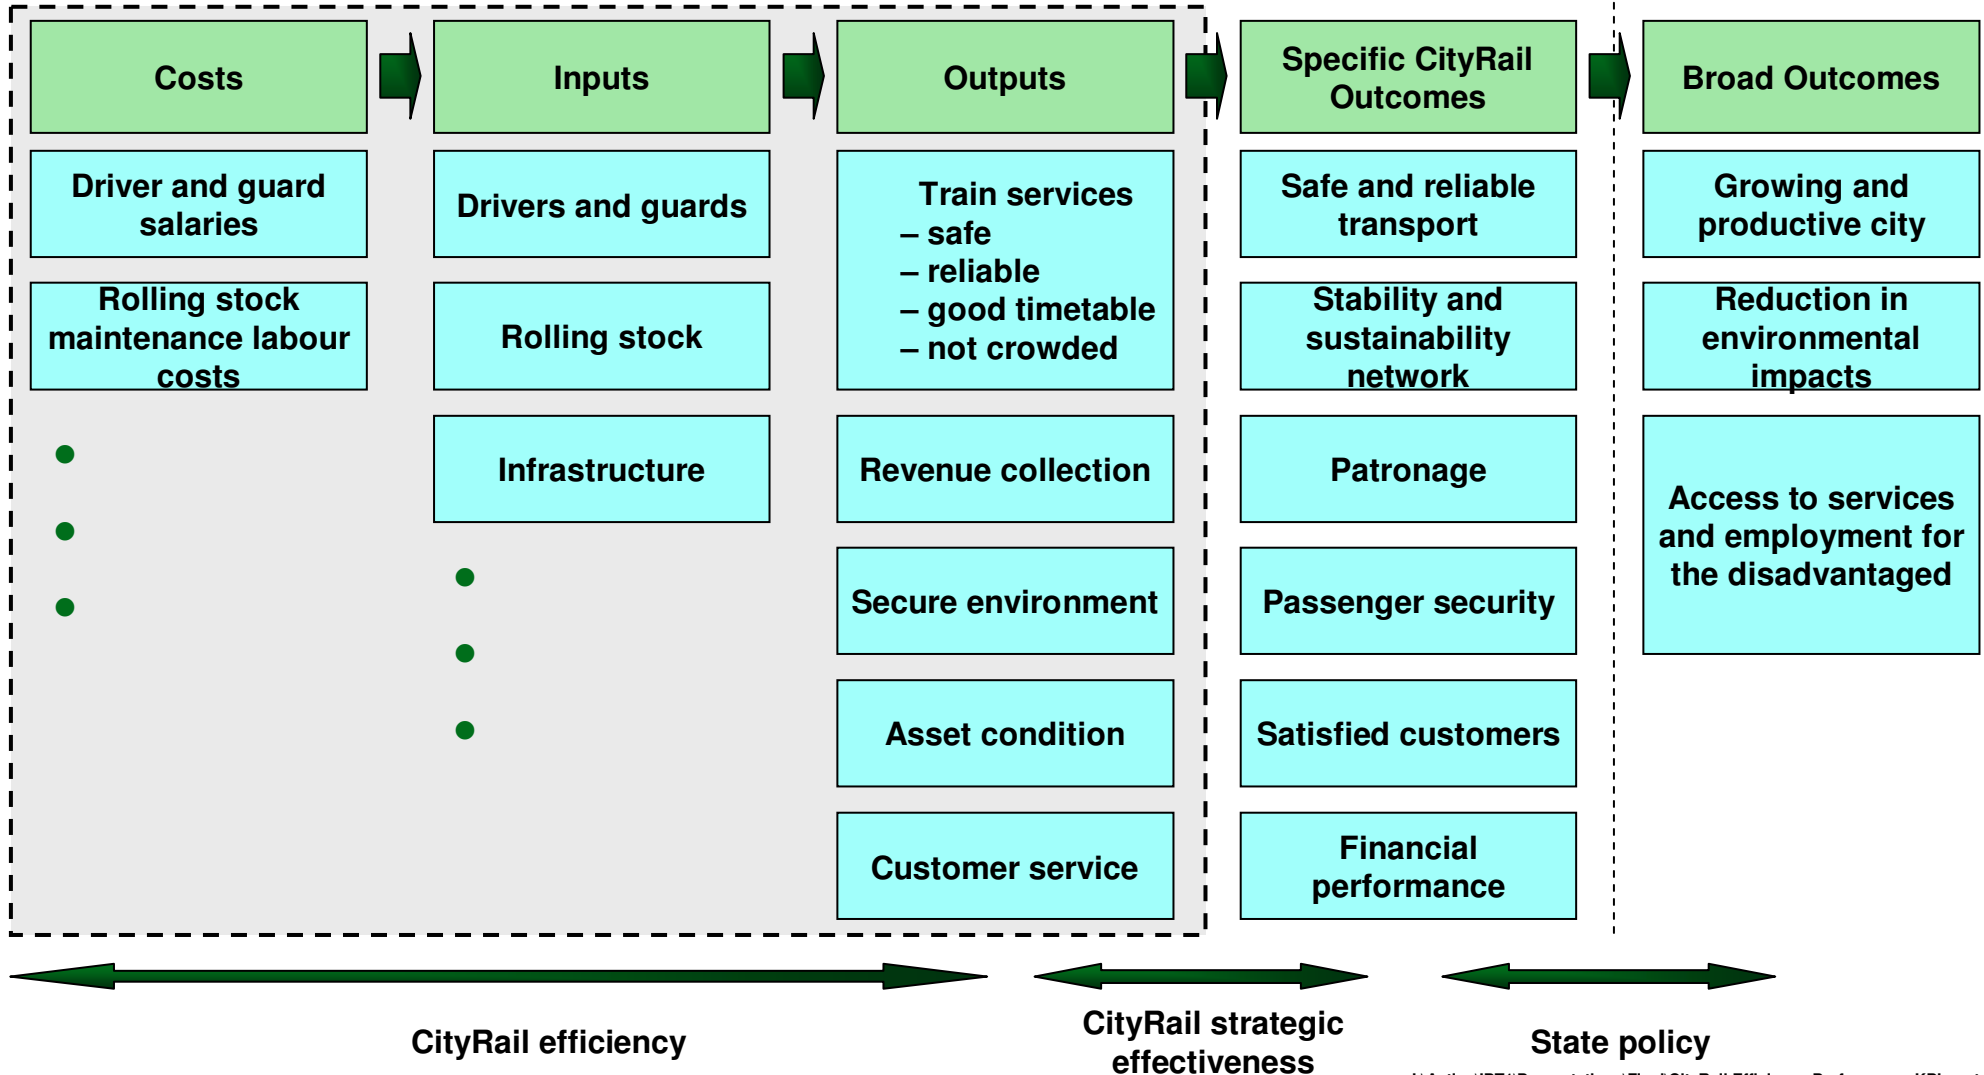 Costs
Inputs
Outputs
Specific CityRail
Outcomes
Broad Outcomes
Driver and guard
salaries
Rolling stock
maintenance labour
costs
Drivers and guards
Rolling stock
Infrastructure
Train services
– safe
– reliable
– good timetable
– not crowded
Revenue collection
Secure environment
Asset condition
Customer service
Safe and reliable
transport
Stability and
sustainability
network
Patronage
Passenger security
Satisfied customers
Financial
performance
Growing and
productive city
Reduction in
environmental
impacts
Access to services
and employment for
the disadvantaged
CityRail efficiency
CityRail strategic
effectiveness
State policy